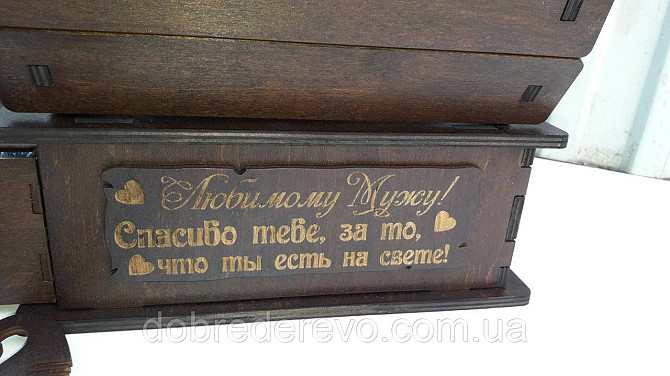 Любимому Мужу!
Спасибо тебе, за то,
что ты есть на свете!
dobrederevo.com.ua